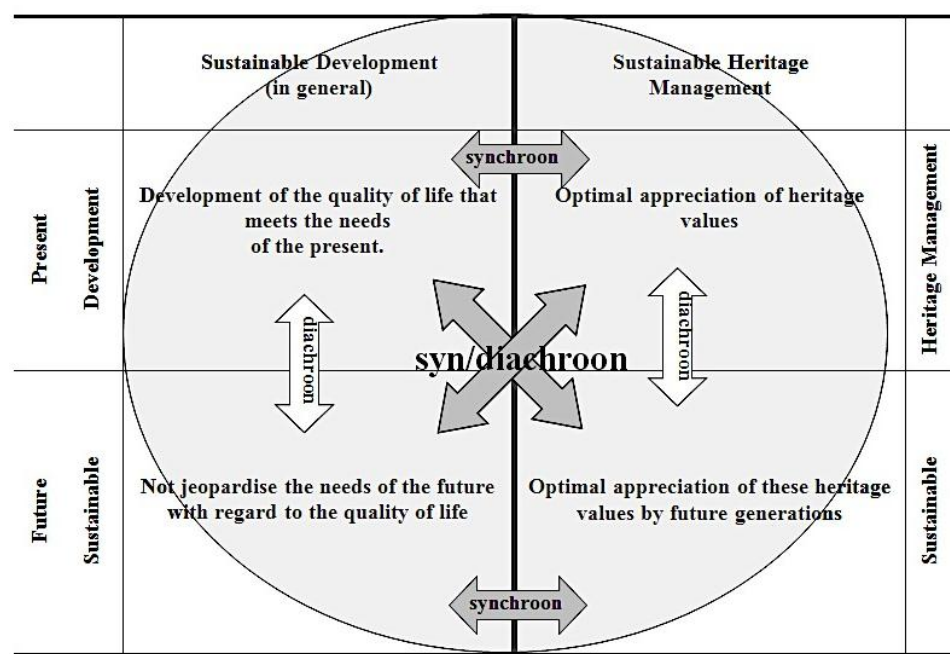 Sustainable Development
(in general)
Sustainable Heritage
Management
synchroon
Present
Development
Development of the quality of life that
meets the needs
of the present.
Optimal appreciation of heritage
values
Heritage Management
diachroon
diachroon
syn/diachroon
Future
Sustainable
Not jeopardise the needs of the future
with regard to the quality of life
Optimal appreciation of these heritage
values by future generations
Sustainable
synchroon